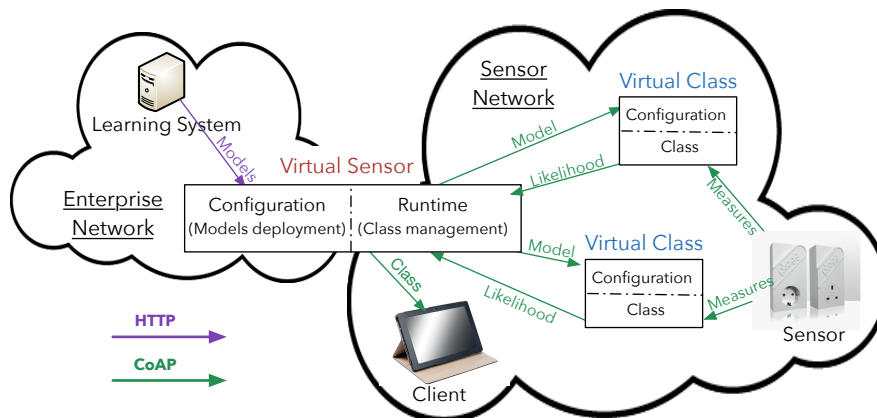 Sensor
Network
Virtual Class
Configuration
Class
Learning System
Models
Model
Likelihood
Measures
Virtual Sensor
Enterprise
Network
Configuration
(Models deployment)
Runtime
(Class management)
Model
Virtual Class
Configuration
Class
Class
Likelihood
Measures
Sensor
HTTP
CoAP
Client